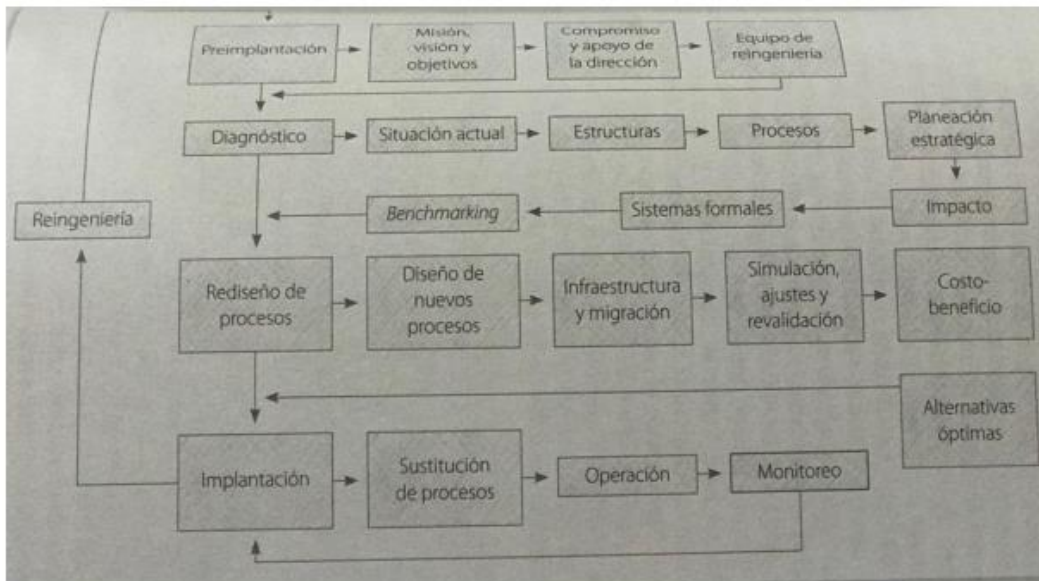 Preimplantación
Misión,
visión y
objetivos
Compromiso
y apoyo de
la dirección
Equipo de
reingeniería
Diagnóstico
Situación actual
Estructuras
Procesos
Planeación
estratégica
Reingeniería
Benchmarking
Sistemas formales
Impacto
Rediseño de
procesos
Diseño de
nuevos
procesos
Infraestructura
y migración
Simulación,
ajustes y
revalidación
Costo-
beneficio
Alternativas
óptimas
Implantación
Sustitución
de procesos
Operación
Monitoreo